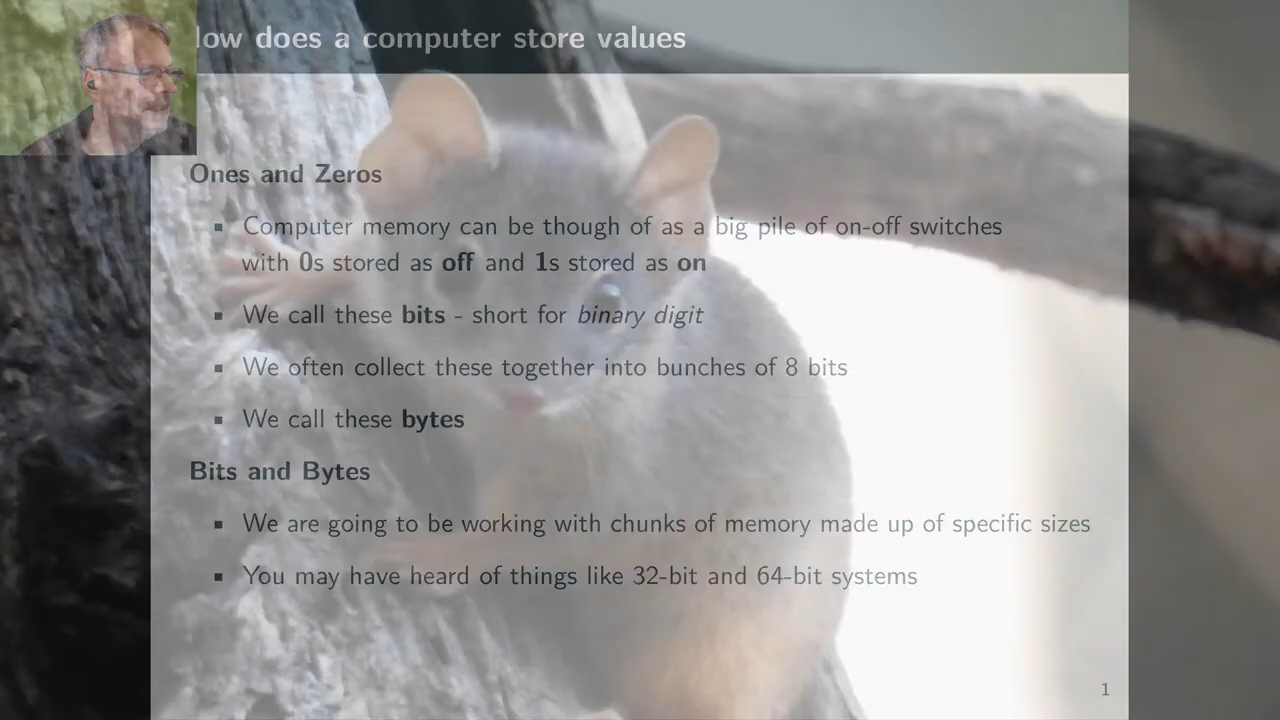 How does a computer store values
Ones and Zeros
▪ Computer memory can be though of as a big pile of on-off switches
with 0s stored as off and 1s stored as on
▪ We call these bits - short for binary digit
▪ We often collect these together into bunches of 8 bits
▪ We call these bytes
Bits and Bytes
▪ We are going to be working with chunks of memory made up of specific sizes
▪ You may have heard of things like 32-bit and 64-bit systems
1